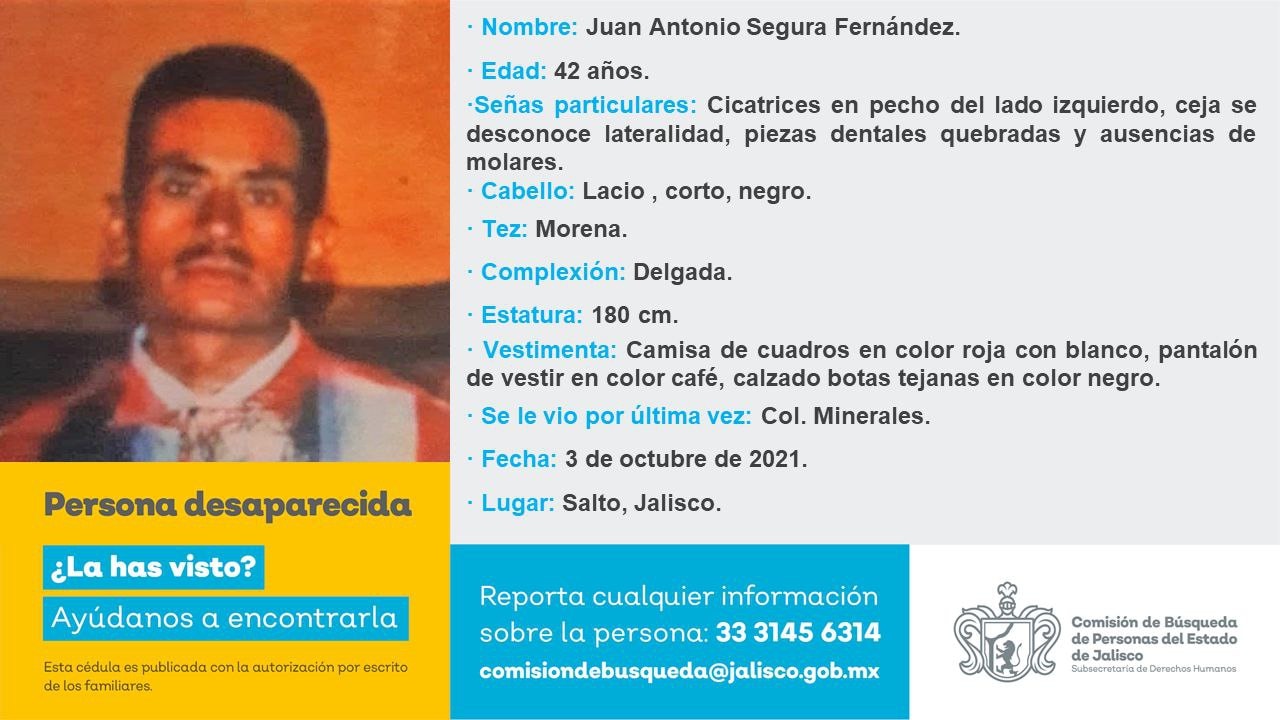 · Nombre: Juan Antonio Segura Fernández.
· Edad: 42 años.
·Señas particulares: Cicatrices en pecho del lado izquierdo, ceja se
desconoce lateralidad, piezas dentales quebradas y ausencias de
molares.
· Cabello: Lacio , corto, negro.
· Tez: Morena.
· Complexión: Delgada.
· Estatura: 180 cm.
· Vestimenta: Camisa de cuadros en color roja con blanco, pantalón
de vestir en color café, calzado botas tejanas en color negro.
· Se le vio por última vez: Col. Minerales.
· Fecha: 3 de octubre de 2021.
· Lugar: Salto, Jalisco.
Persona desaparecida
¿La has visto?
Ayúdanos a encontrarla
Esta cédula es publicada con la autorización por escrito
de los familiares.
Reporta cualquier información
sobre la persona: 33 3145 6314
comisiondebusqueda@jalisco.gob.mx
Comisión de Búsqueda
de Personas del Estado
de Jalisco
Subsecretaría de Derechos Humanos